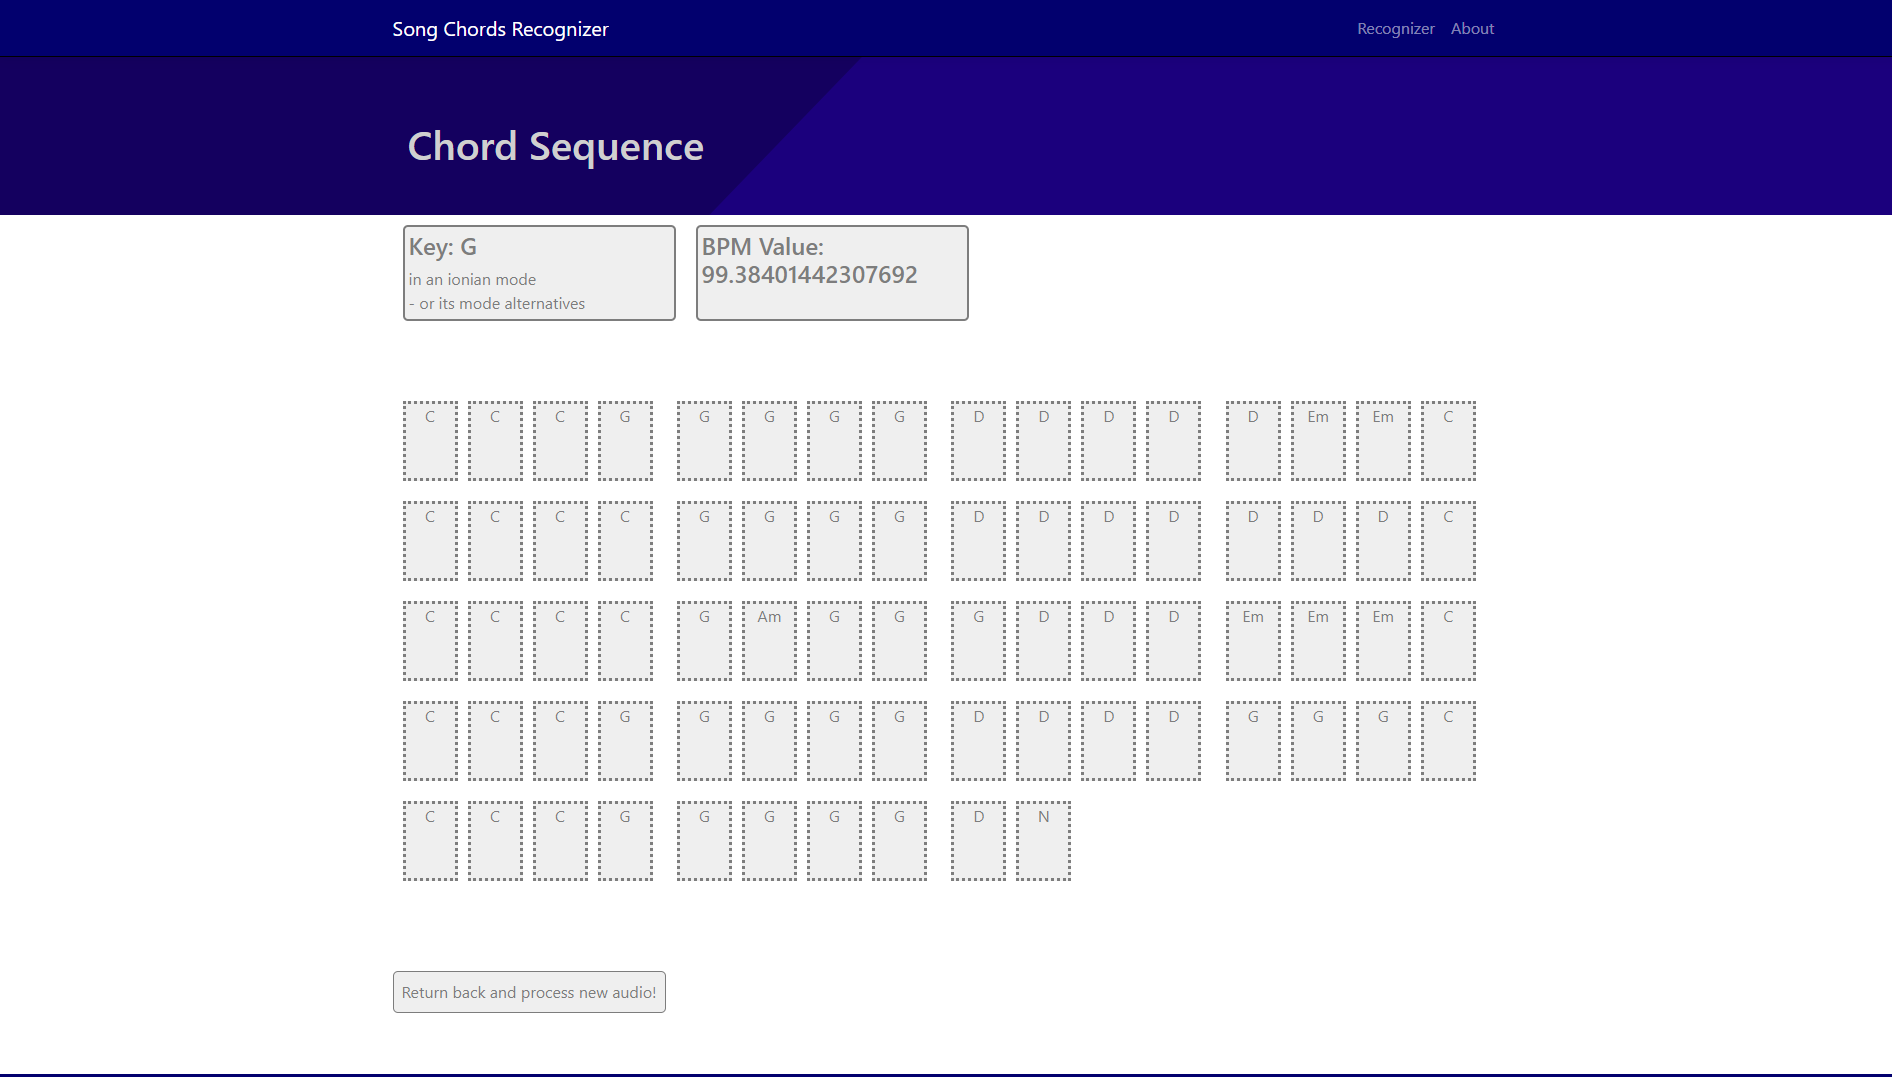 Song Chords Recognizer Recognizer About
Chord Sequence
Key: G
in an ionian mode
- or its mode alternatives
BPM Value:
99.38401442307692
C C C G G G G G D D D D D Em Em C
C C C C G G G G D D D D D D D C
C C C C G Am G G G D D D Em Em Em C
C C C G G G G G D D D D G G G C
C C C G G G G G D N
Return back and process new audio!